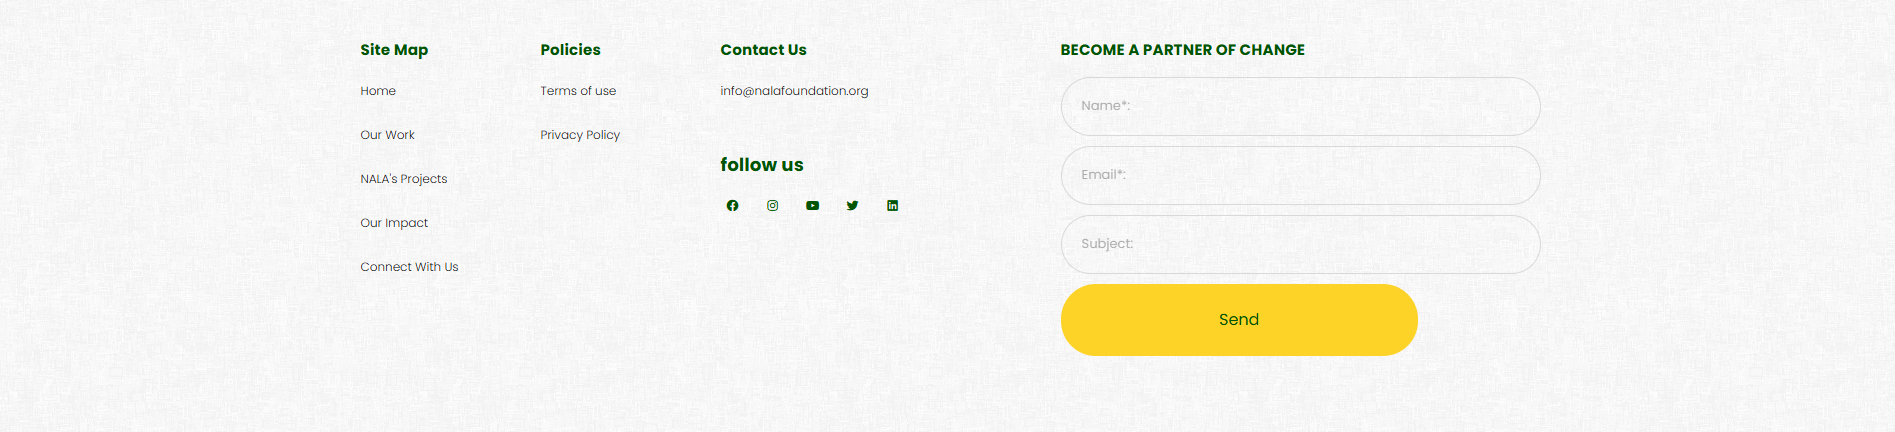 Site Map
Home
Our Work
NALA's Projects
Our Impact
Connect With Us
Policies
Terms of use
Privacy Policy
Contact Us
info@nalafoundation.org
follow us
BECOME A PARTNER OF CHANGE
Name*:
Email*:
Subject:
Send